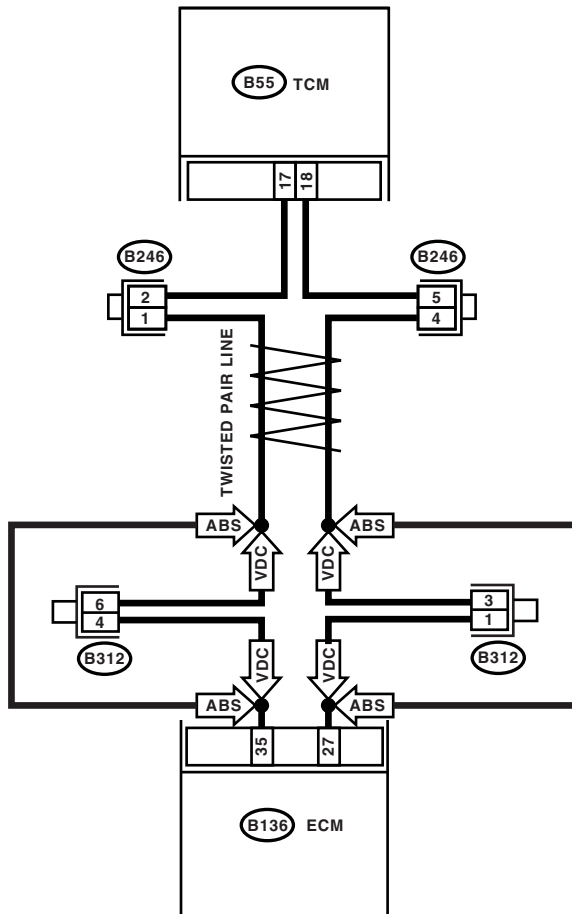 B55 TCM
17 18
B246 B246
2 5
1 4
TWISTED PAIR LINE
ABS ABS
VDC VDC
6 3
4 1
B312 B312
VDC VDC
ABS ABS
35 27
B136 ECM